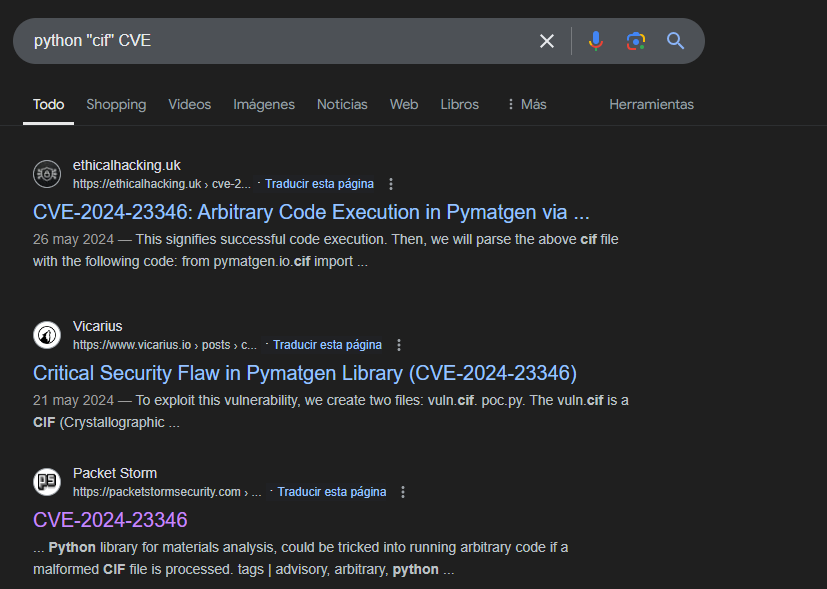 python "cif" CVE
Todo Shopping Videos Imágenes Noticias Web Libros Más Herramientas
ethicalhacking.uk
https://ethicalhacking.uk › cve-2... · Traducir esta página
CVE-2024-23346: Arbitrary Code Execution in Pymatgen via ...
26 may 2024 — This signifies successful code execution. Then, we will parse the above cif file
with the following code: from pymatgen.io.cif import ...
Vicarius
https://www.vicarius.io › posts › c... · Traducir esta página
Critical Security Flaw in Pymatgen Library (CVE-2024-23346)
21 may 2024 — To exploit this vulnerability, we create two files: vuln.cif. poc.py. The vuln.cif is a
CIF (Crystallographic ...
PS
Packet Storm
https://packetstormsecurity.com › ... · Traducir esta página
CVE-2024-23346
... Python library for materials analysis, could be tricked into running arbitrary code if a
malformed CIF file is processed. tags | advisory, arbitrary, python ...